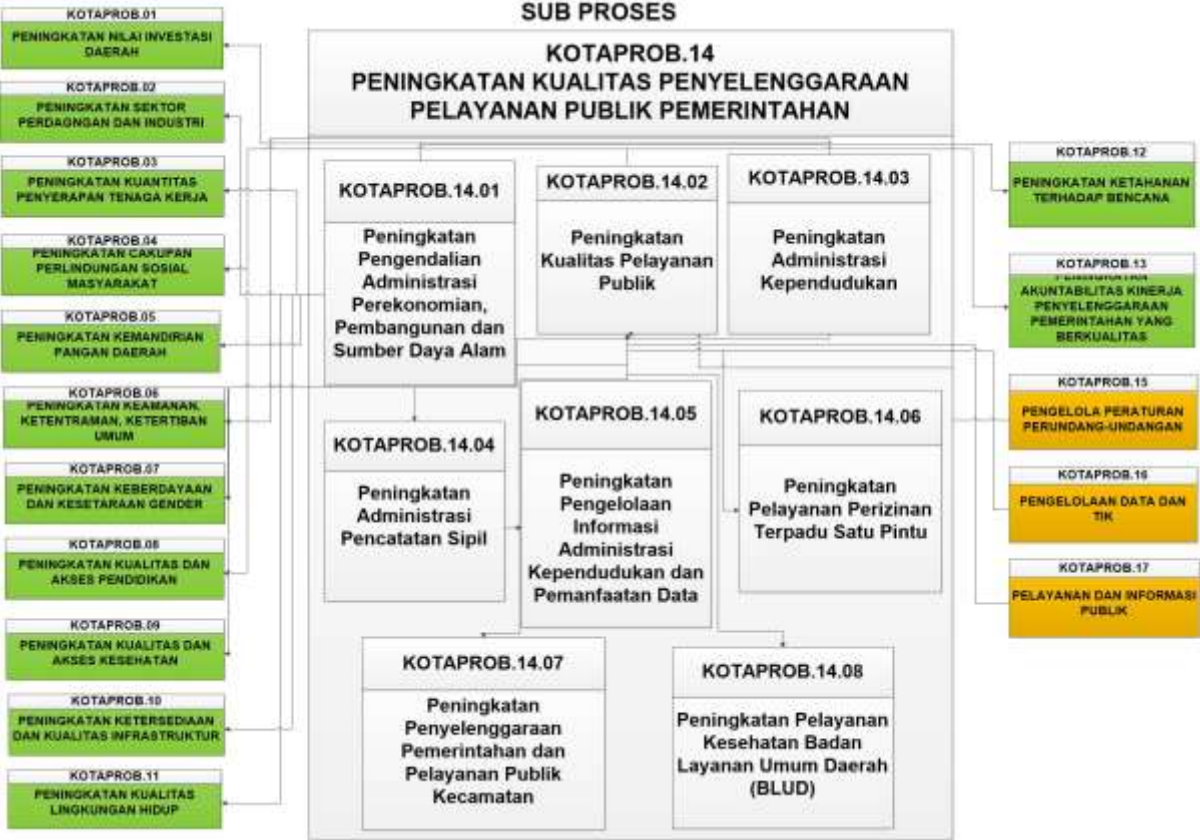 SUB PROSES
KOTAPROB.14
PENINGKATAN KUALITAS PENYELENGGARAAN
PELAYANAN PUBLIK PEMERINTAHAN
KOTAPROB.01
PENINGKATAN NILAI INVESTASI
DAERAH
KOTAPROB.02
PENINGKATAN SEKTOR
PERDAGNGAN DAN INDUSTRI
KOTAPROB.03
PENINGKATAN KUANTITAS
PENYERAPAN TENAGA KERJA
KOTAPROB.04
PENINGKATAN CAKUPAN
PERLINDUNGAN SOSIAL
MASYARAKAT
KOTAPROB.05
PENINGKATAN KEMANDIRIAN
PANGAN DAERAH
KOTAPROB.06
PENINGKATAN KEAMANAN,
KETENTRAMAN, KETERTIBAN
UMUM
KOTAPROB.07
PENINGKATAN KEBERDAYAAN
DAN KESETARAAN GENDER
KOTAPROB.08
PENINGKATAN KUALITAS DAN
AKSES PENDIDIKAN
KOTAPROB.09
PENINGKATAN KUALITAS DAN
AKSES KESEHATAN
KOTAPROB.10
PENINGKATAN KETERSEDIAAN
DAN KUALITAS INFRASTRUKTUR
KOTAPROB.11
PENINGKATAN KUALITAS
LINGKUNGAN HIDUP
KOTAPROB.14.01
Peningkatan
Pengendalian
Administrasi
Perekonomian,
Pembangunan dan
Sumber Daya Alam
KOTAPROB.14.02
Peningkatan
Kualitas Pelayanan
Publik
KOTAPROB.14.03
Peningkatan
Administrasi
Kependudukan
KOTAPROB.14.04
Peningkatan
Administrasi
Pencatatan Sipil
KOTAPROB.14.05
Peningkatan
Pengelolaan
Informasi
Administrasi
Kependudukan dan
Pemanfaatan Data
KOTAPROB.14.06
Peningkatan
Pelayanan Perizinan
Terpadu Satu Pintu
KOTAPROB.14.07
Peningkatan
Penyelenggaraan
Pemerintahan dan
Pelayanan Publik
Kecamatan
KOTAPROB.14.08
Peningkatan Pelayanan
Kesehatan Badan
Layanan Umum Daerah
(BLUD)
KOTAPROB.12
PENINGKATAN KETAHANAN
TERHADAP BENCANA
KOTAPROB.13
PENINGKATAN
AKUNTABILITAS KINERJA
PENYELENGGARAAN
PEMERINTAHAN YANG
BERKUALITAS
KOTAPROB.15
PENGELOLA PERATURAN
PERUNDANG-UNDANGAN
KOTAPROB.16
PENGELOLAAN DATA DAN
TIK
KOTAPROB.17
PELAYANAN DAN INFORMASI
PUBLIK